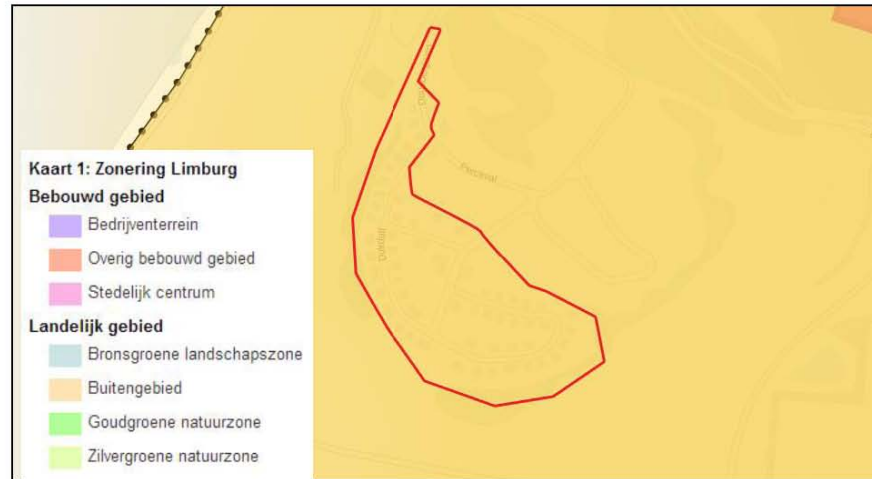 Kaart 1: Zonering Limburg
Bebouwd gebied
Bedrijventerrein
Overig bebouwd gebied
Stedelijk centrum
Landelijk gebied
Bronsgroene landschapszone
Buitengebied
Goudgroene natuurzone
Zilvergroene natuurzone
Percival